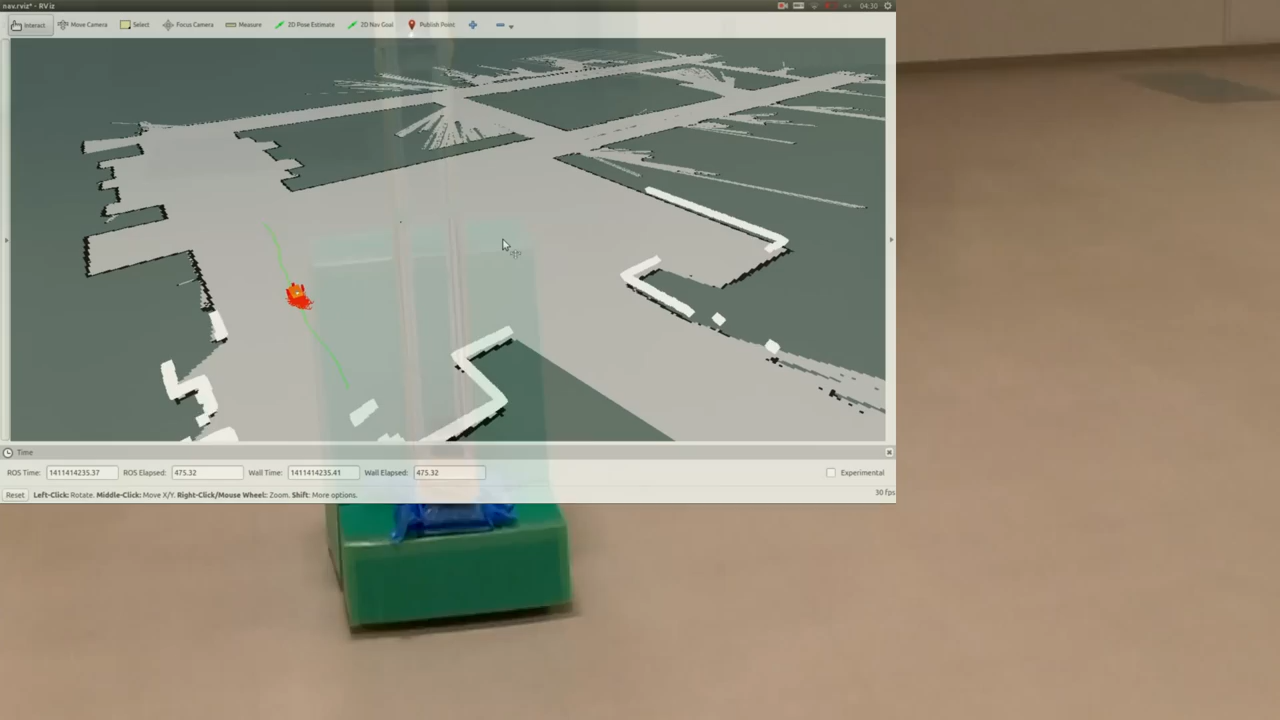 nav.rviz* - RViz
04:30
Interact
Move Camera
Select
Focus Camera
Measure
2D Pose Estimate
2D Nav Goal
Publish Point
Time
ROS Time: 1411414235.37 ROS Elapsed: 475.32 Wall Time: 1411414235.41 Wall Elapsed: 475.32 Experimental
Reset Left-Click: Rotate. Middle-Click: Move X/Y. Right-Click/Mouse Wheel: Zoom. Shift: More options. 30 fps